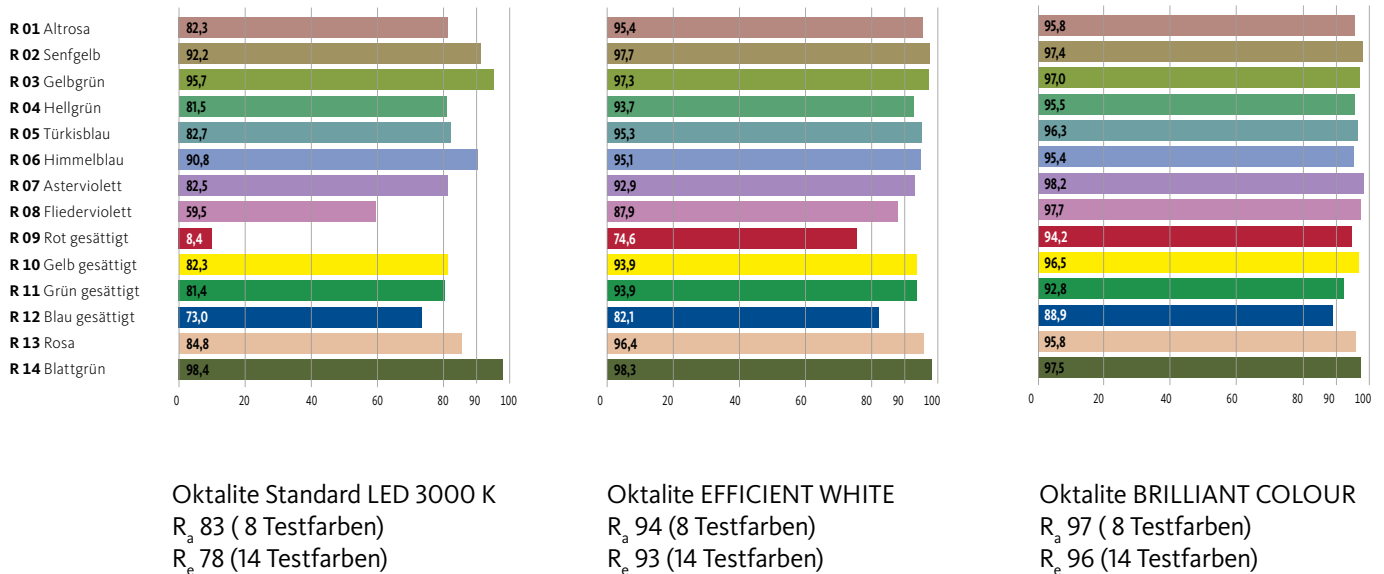 R 01 Altrosa 82,3 95,4 95,8
R 02 Senfgelb 92,2 97,7 97,4
R 03 Gelbgrün 95,7 97,3 97,0
R 04 Hellgrün 81,5 93,7 95,5
R 05 Türkisblau 82,7 95,3 96,3
R 06 Himmelblau 90,8 95,1 95,4
R 07 Asterviolett 82,5 92,9 98,2
R 08 Fliederviolett 59,5 87,9 97,7
R 09 Rot gesättigt 8,4 74,6 94,2
R 10 Gelb gesättigt 82,3 93,9 96,5
R 11 Grün gesättigt 81,4 93,9 92,8
R 12 Blau gesättigt 73,0 82,1 88,9
R 13 Rosa 84,8 96,4 95,8
R 14 Blattgrün 98,4 98,3 97,5
0 20 40 60 80 90 100 0 20 40 60 80 90 100 0 20 40 60 80 90 100
Oktalite Standard LED 3000 K
Ra 83 ( 8 Testfarben)
Re 78 (14 Testfarben)
Oktalite EFFICIENT WHITE
Ra 94 (8 Testfarben)
Re 93 (14 Testfarben)
Oktalite BRILLIANT COLOUR
Ra 97 ( 8 Testfarben)
Re 96 (14 Testfarben)